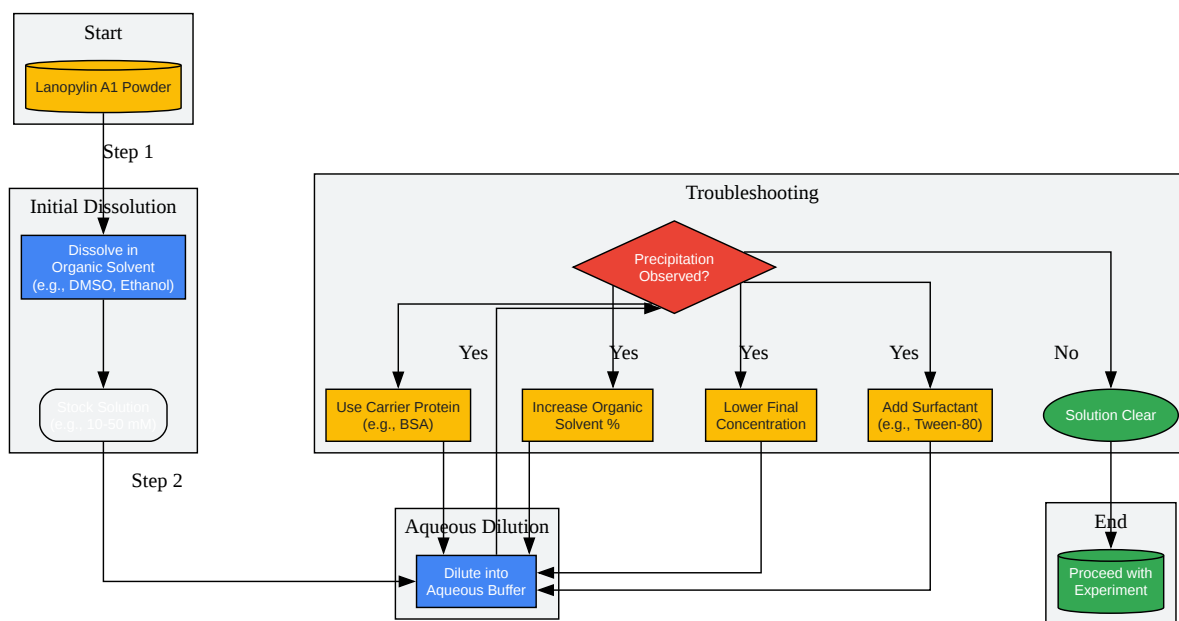 Start
Lanopylin A1 Powder
Step 1
Initial Dissolution
Dissolve in
Organic Solvent
(e.g., DMSO, Ethanol)
Stock Solution
(e.g., 10-50 mM)
Step 2
Troubleshooting
Precipitation
Observed?
Yes
Yes
Yes
Yes
No
Use Carrier Protein
(e.g., BSA)
Increase Organic
Solvent %
Lower Final
Concentration
Add Surfactant
(e.g., Tween-80)
Solution Clear
Aqueous Dilution
Dilute into
Aqueous Buffer
End
Proceed with
Experiment